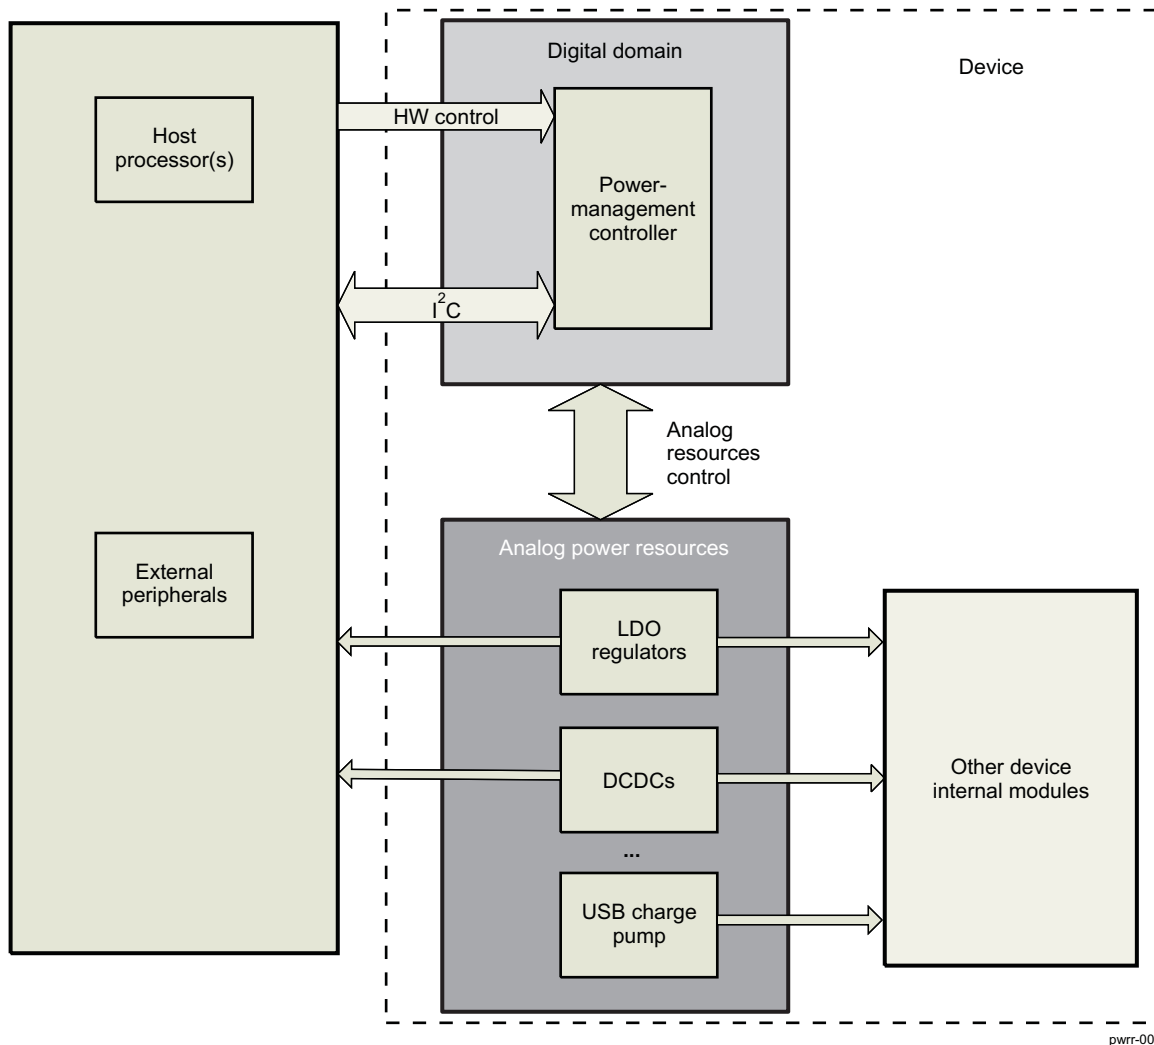 Digital domain
Device
HW control
Host
processor(s)
Power-
management
controller
I²C
Analog
resources
control
Analog power resources
External
peripherals
LDO
regulators
DCDCs
Other device
internal modules
...
USB charge
pump
pwrr-00